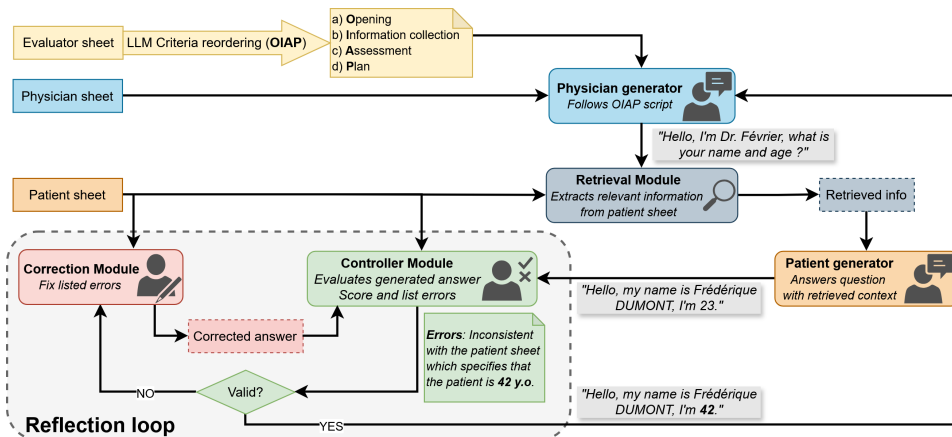 Evaluator sheet
LLM Criteria reordering (OIAP)
a) Opening
b) Information collection
c) Assessment
d) Plan
Physician sheet
Physician generator
Follows OIAP script
"Hello, I'm Dr. Février, what is
your name and age ?"
Patient sheet
Retrieval Module
Extracts relevant information
from patient sheet
Retrieved info
Correction Module
Fix listed errors
Controller Module
Evaluates generated answer
Score and list errors
Patient generator
Answers question
with retrieved context
"Hello, my name is Frédérique
DUMONT, I'm 23."
Corrected answer
Errors: Inconsistent
with the patient sheet
which specifies that
the patient is 42 y.o.
NO
Valid?
YES
"Hello, my name is Frédérique
DUMONT, I'm 42."
Reflection loop